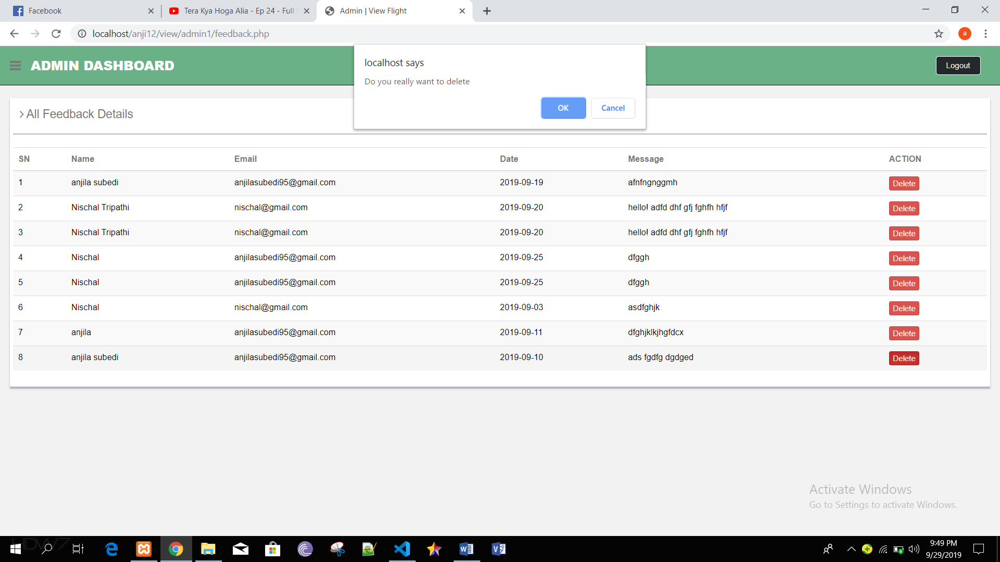 Facebook
Tera Kya Hoga Alia - Ep 24 - Full
Admin | View Flight
localhost/anji12/view/admin1/feedback.php
a
ADMIN DASHBOARD
Logout
localhost says
Do you really want to delete
OK Cancel
> All Feedback Details
SN Name Email Date Message ACTION
1 anjila subedi anjilasubedi95@gmail.com 2019-09-19 afnfngnggmh Delete
2 Nischal Tripathi nischal@gmail.com 2019-09-20 hello! adfd dhf gfj fghfh hfjf Delete
3 Nischal Tripathi nischal@gmail.com 2019-09-20 hello! adfd dhf gfj fghfh hfjf Delete
4 Nischal anjilasubedi95@gmail.com 2019-09-25 dfggh Delete
5 Nischal anjilasubedi95@gmail.com 2019-09-25 dfggh Delete
6 Nischal nischal@gmail.com 2019-09-03 asdfghjk Delete
7 anjila anjilasubedi95@gmail.com 2019-09-11 dfghjklkjhgfdcx Delete
8 anjila subedi anjilasubedi95@gmail.com 2019-09-10 ads fgdfg dgdged Delete
Activate Windows
Go to Settings to activate Windows.
HDW7
9:49 PM
9/29/2019